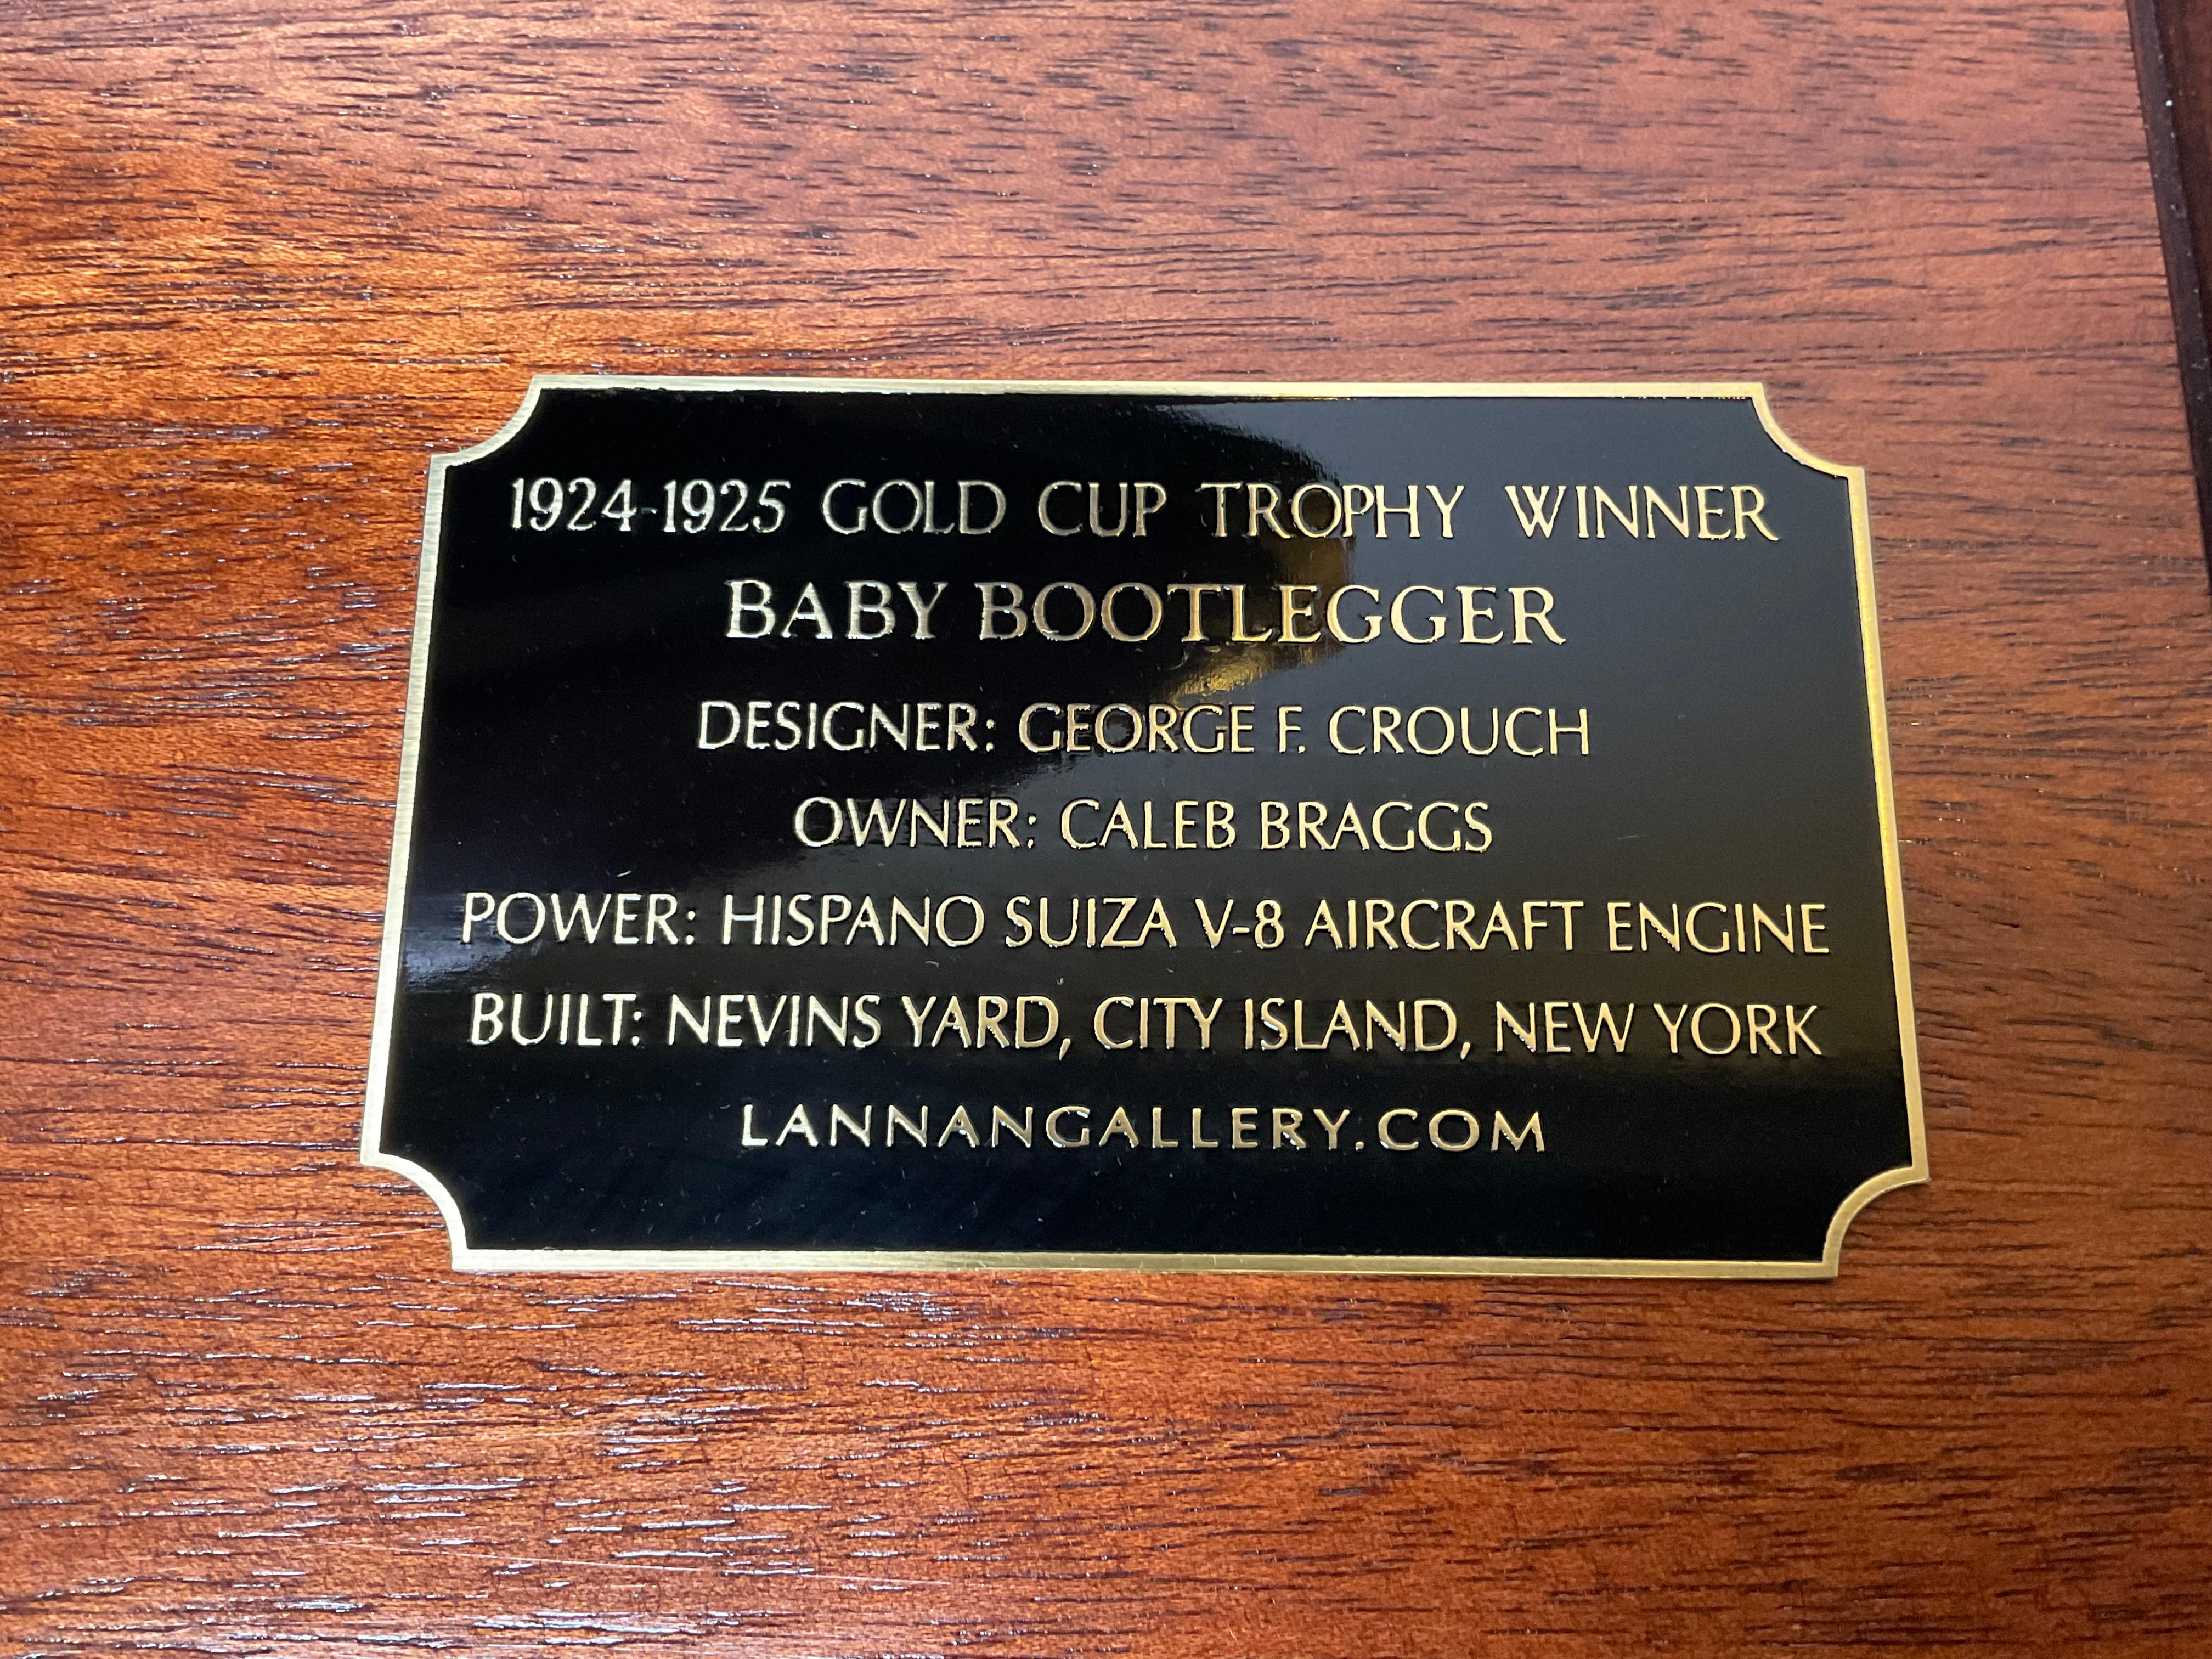 1924-1925 GOLD CUP TROPHY WINNER
BABY BOOTLEGGER
DESIGNER: GEORGE F. CROUCH
OWNER: CALEB BRAGGS
POWER: HISPANO SUIZA V-8 AIRCRAFT ENGINE
BUILT: NEVINS YARD, CITY ISLAND, NEW YORK
LANNANGALLERY.COM